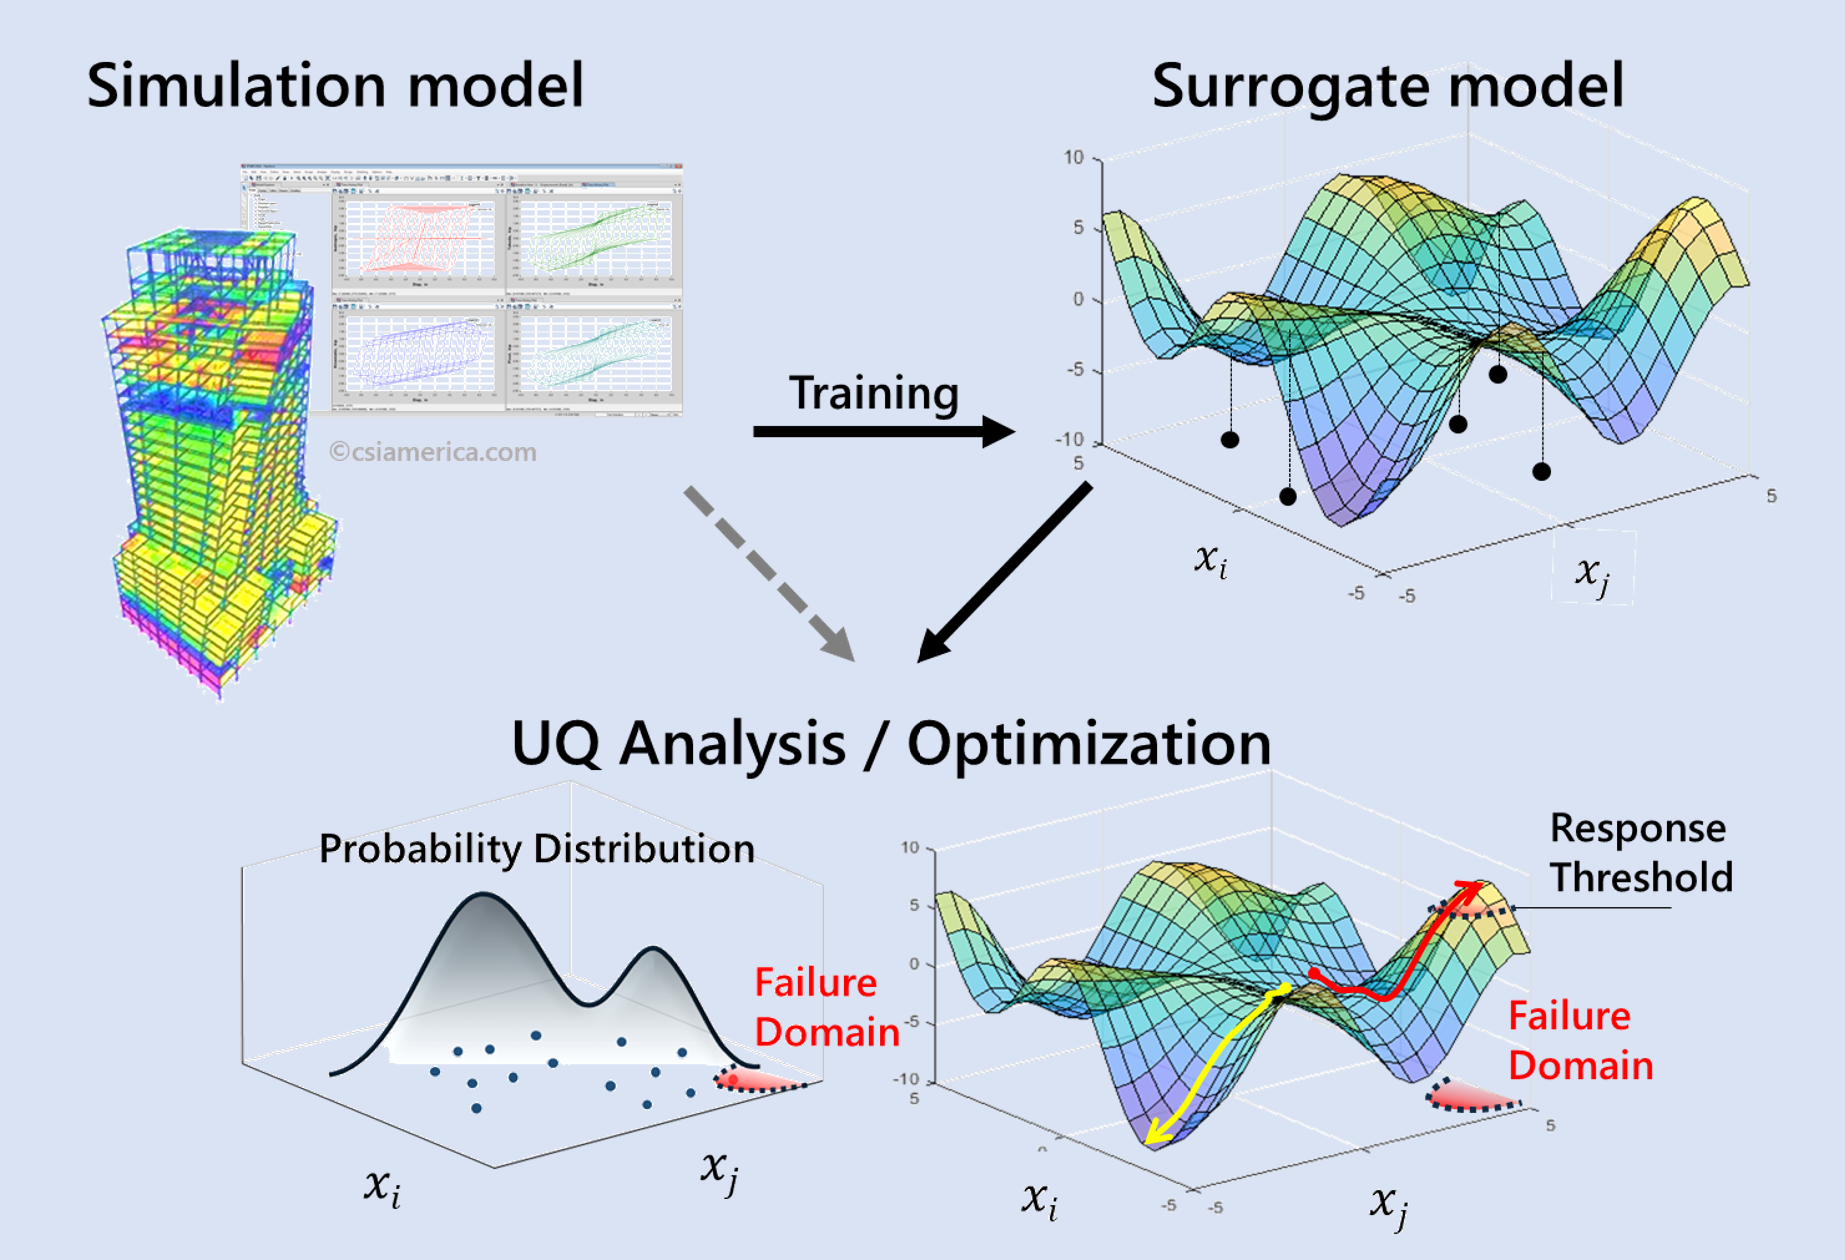 Simulation model
Surrogate model
©csiamerica.com
Training
10
5
0
-5
-10
5
x_i
-5
-5
x_j
5
UQ Analysis / Optimization
Probability Distribution
Failure
Domain
x_i
x_j
10
5
0
-5
-10
5
0
x_i
-5
-5
x_j
5
Response
Threshold
Failure
Domain